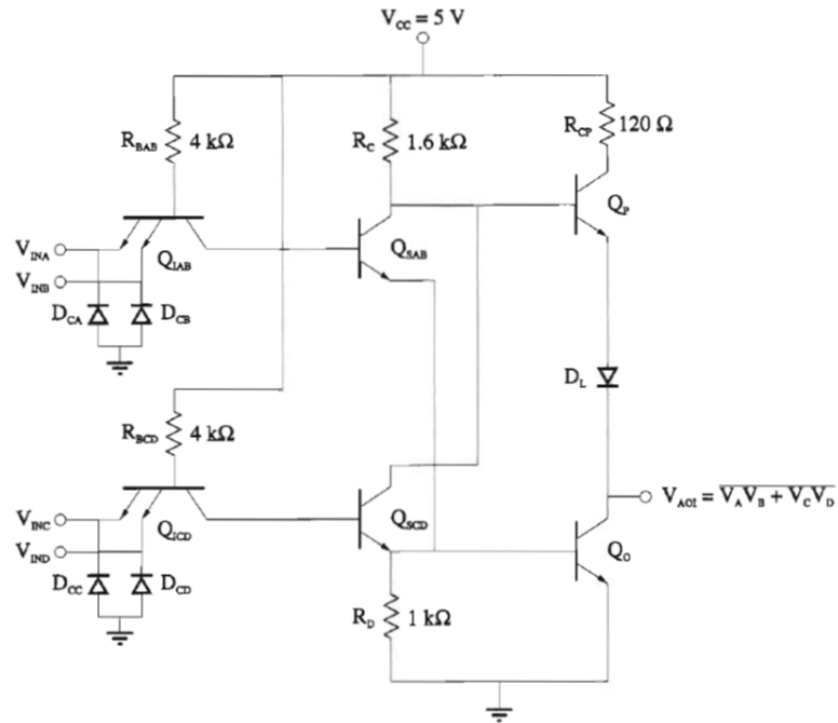 V_CC = 5 V
R_BAB 4 kΩ
R_C 1.6 kΩ
R_CP 120 Ω
Q_P
V_INA
Q_IAB
Q_SAB
V_INB
D_CA
D_CB
D_L
R_BCD 4 kΩ
V_AOI = V_A V_B + V_C V_D
V_INC
Q_ICD
Q_SCD
V_IND
Q_O
D_CC
D_CD
R_D 1 kΩ